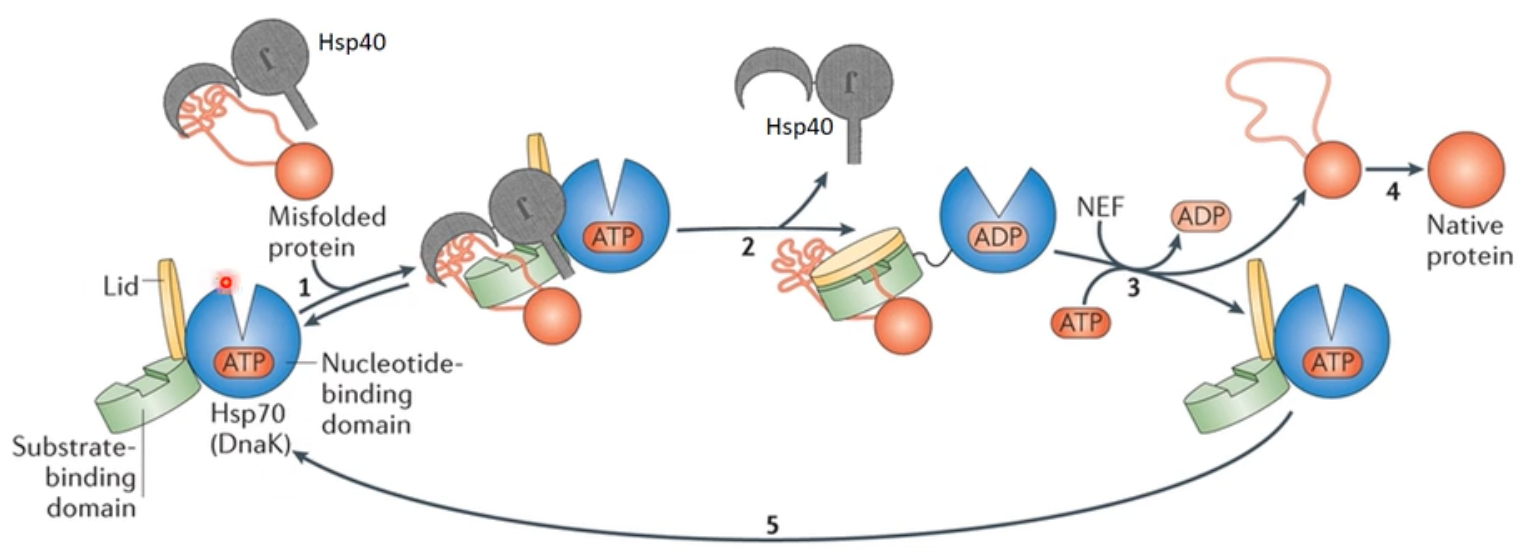 Hsp40
Misfolded
protein
Lid
1
ATP
Nucleotide-
binding
domain
Hsp70
(DnaK)
Substrate-
binding
domain
J
J
ATP
2
Hsp40
J
ADP
NEF
ADP
ATP
3
4
Native
protein
ATP
5